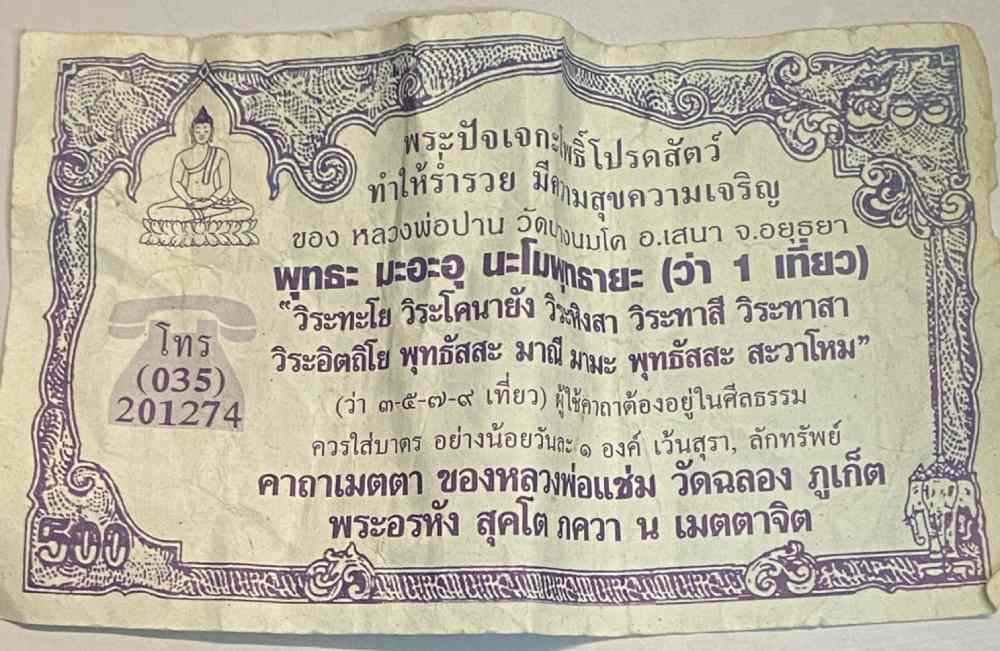 พระปัจเจกะโพธิ์โปรดสัตว์
ทำให้ร่ำรวย มีความสุขความเจริญ
ของ หลวงพ่อปาน วัดบางนมโค อ.เสนา จ.อยุธยา
พุทธะ มะอะอุ นะโมพุทธายะ (ว่า 1 เที่ยว)
“วิระทะโย วิระโคนายัง วิระหิงสา วิระทาสี วิระทาสา
วิระอิตถิโย พุทธัสสะ มาณี มามะ พุทธัสสะ สะวาโหม”
(ว่า ๓-๕-๗-๙ เที่ยว) ผู้ใช้คาถาต้องอยู่ในศีลธรรม
ควรใส่บาตร อย่างน้อยวันละ ๑ องค์ เว้นสุรา, ลักทรัพย์
คาถาเมตตา ของหลวงพ่อแช่ม วัดฉลอง ภูเก็ต
พระอรหัง สุคโต ภควา น เมตตาจิต
โทร
(035)
201274
500